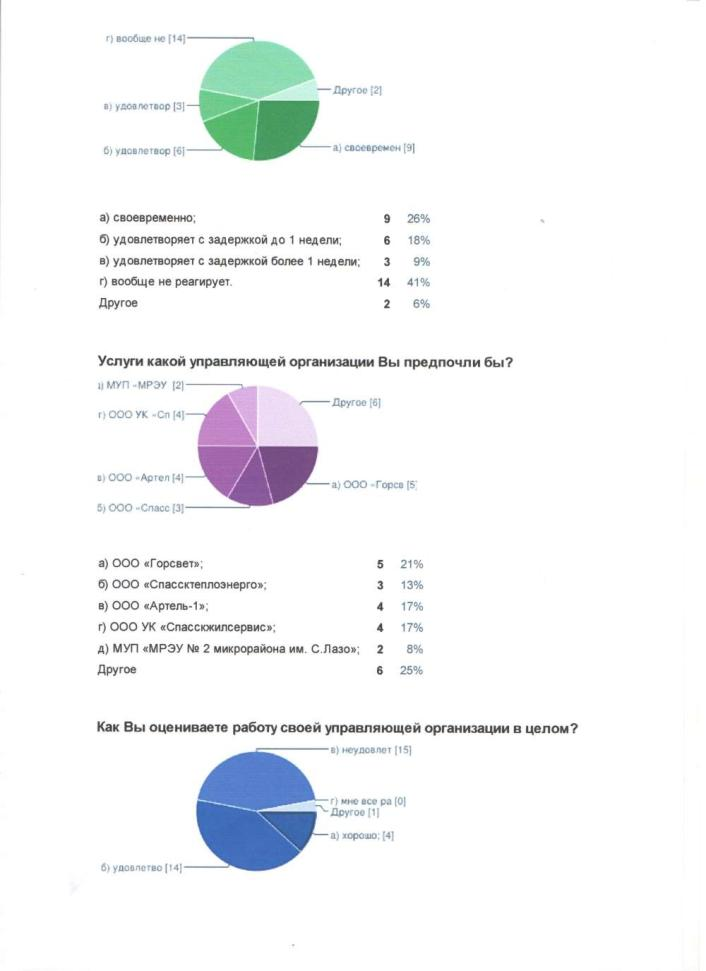 г) вообще не [14]
Другое [2]
в) удовлетвор [3]
б) удовлетвор [6]
а) своевремен [9]
а) своевременно; 9 26%
б) удовлетворяет с задержкой до 1 недели; 6 18%
в) удовлетворяет с задержкой более 1 недели; 3 9%
г) вообще не реагирует. 14 41%
Другое 2 6%
Услуги какой управляющей организации Вы предпочли бы?
д) МУП «МРЭУ [2]
Другое [6]
г) ООО УК «Сп [4]
в) ООО «Артел [4]
а) ООО «Горсв [5]
б) ООО «Спасс [3]
а) ООО «Горсвет»; 5 21%
б) ООО «Спассктеплоэнерго»; 3 13%
в) ООО «Артель-1»; 4 17%
г) ООО УК «Спасскжилсервис»; 4 17%
д) МУП «МРЭУ № 2 микрорайона им. С.Лазо»; 2 8%
Другое 6 25%
Как Вы оцениваете работу своей управляющей организации в целом?
в) неудовлет [15]
г) мне все ра [0]
Другое [1]
а) хорошо; [4]
б) удовлетво [14]